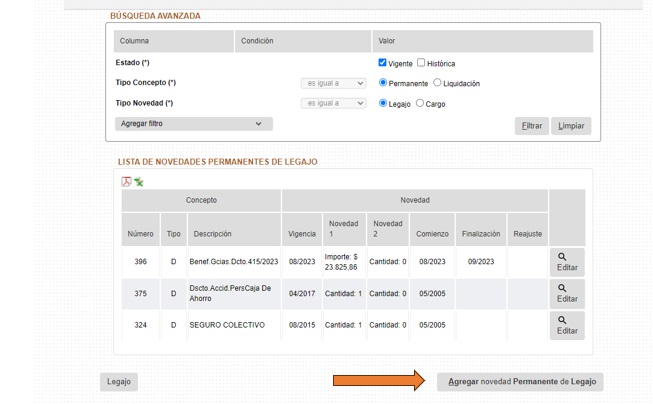 BÚSQUEDA AVANZADA
Columna Condición Valor
Estado (*) Vigente Histórica
Tipo Concepto (*) es igual a Permanente Liquidación
Tipo Novedad (*) es igual a Legajo Cargo
Agregar filtro Filtrar Limpiar
LISTA DE NOVEDADES PERMANENTES DE LEGAJO
Concepto Novedad
Número Tipo Descripción Vigencia Novedad 1 Novedad 2 Comienzo Finalización Reajuste
396 D Benef.Gcias.Dcto.415/2023 08/2023 Importe: $ 23.825,86 Cantidad: 0 08/2023 09/2023 Editar
375 D Dscto.Accid.PersCaja De Ahorro 04/2017 Cantidad: 1 Cantidad: 0 05/2005 Editar
324 D SEGURO COLECTIVO 08/2015 Cantidad: 1 Cantidad: 0 05/2005 Editar
Legajo Agregar novedad Permanente de Legajo